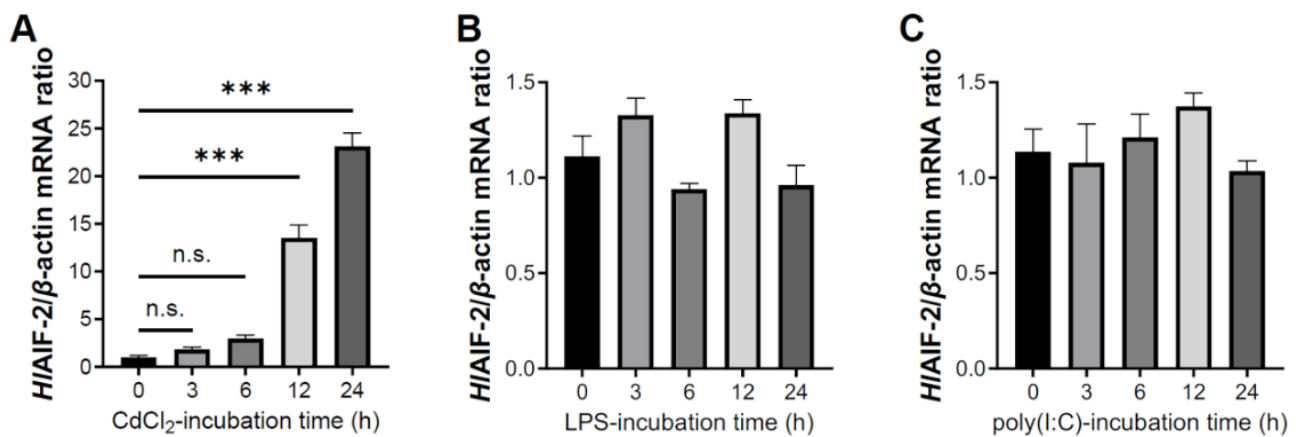 A
HlAIF-2/β-actin mRNA ratio
30
25
20
15
10
5
0
***
***
n.s.
n.s.
0 3 6 12 24
CdCl₂-incubation time (h)
B
HlAIF-2/β-actin mRNA ratio
1.5
1.0
0.5
0.0
0 3 6 12 24
LPS-incubation time (h)
C
HlAIF-2/β-actin mRNA ratio
1.5
1.0
0.5
0.0
0 3 6 12 24
poly(I:C)-incubation time (h)